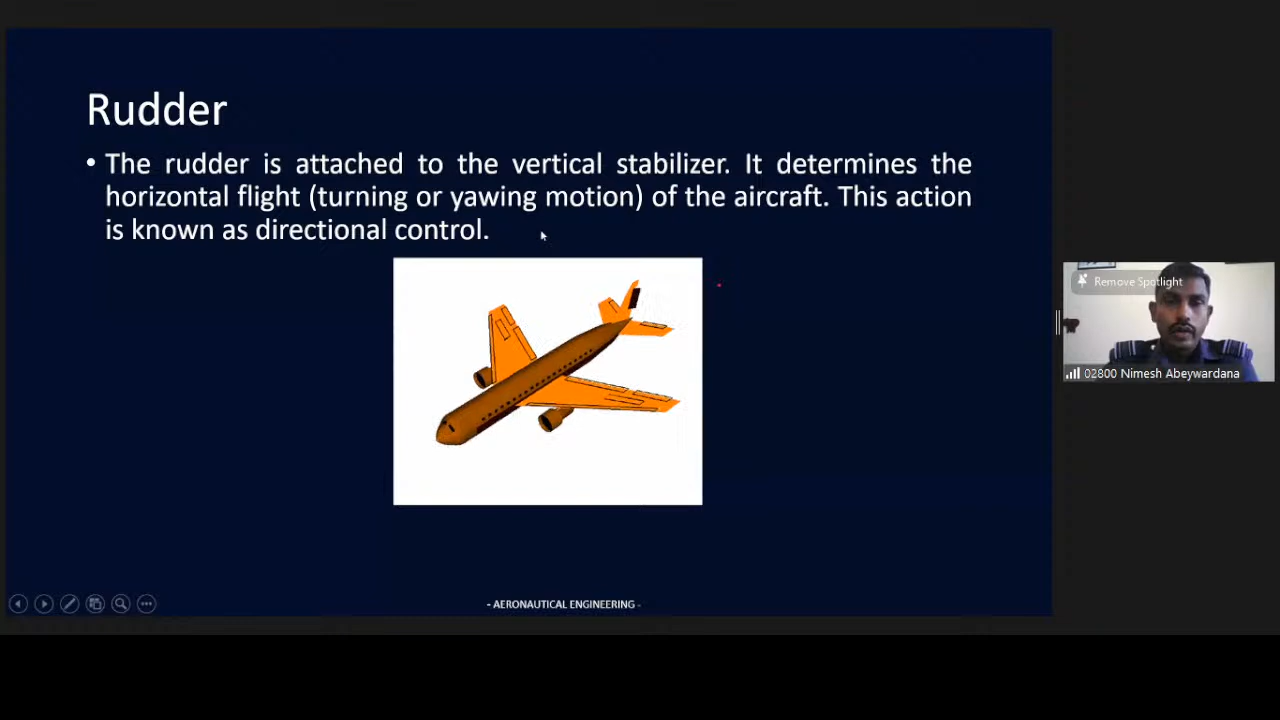 Rudder
• The rudder is attached to the vertical stabilizer. It determines the
horizontal flight (turning or yawing motion) of the aircraft. This action
is known as directional control.
Remove Spotlight
02800 Nimesh Abeywardana
- AERONAUTICAL ENGINEERING -